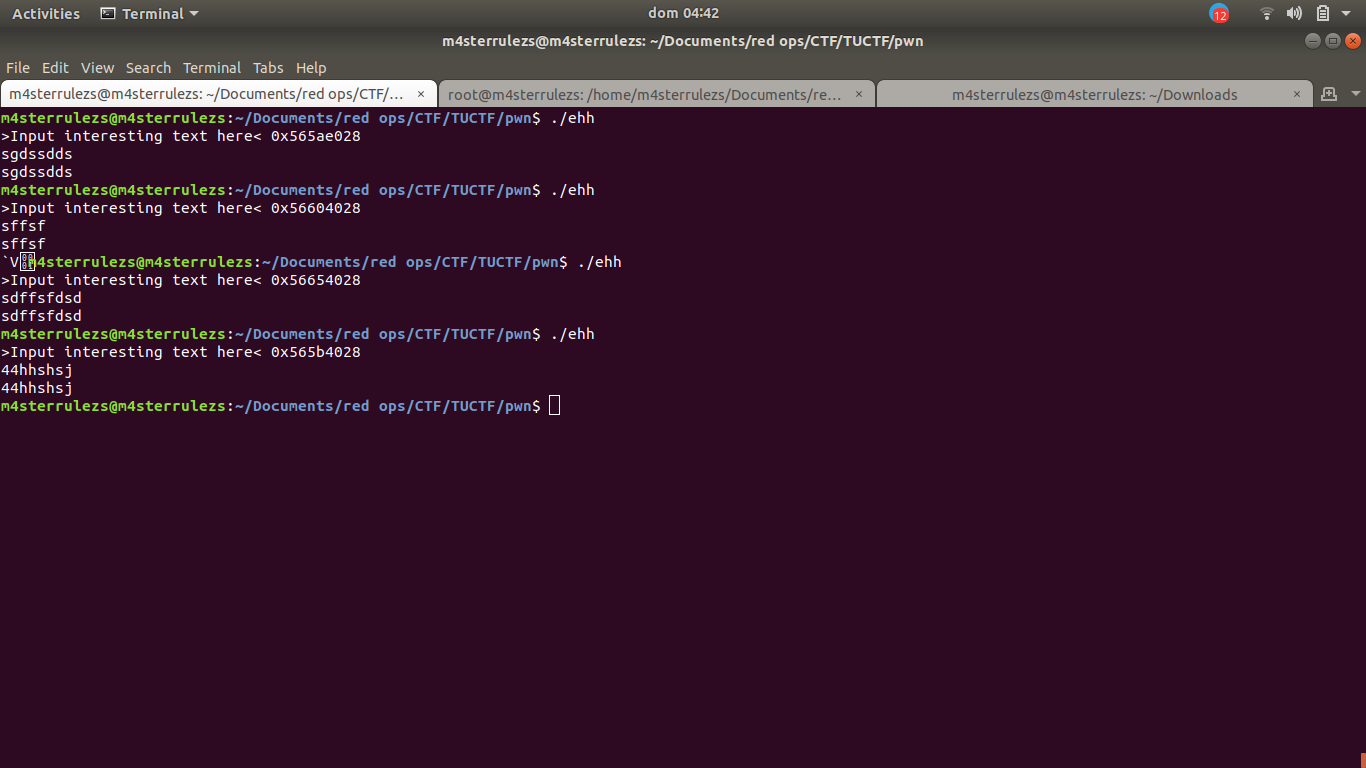 Activities Terminal dom 04:42 12
m4sterrulezs@m4sterrulezs: ~/Documents/red ops/CTF/TUCTF/pwn
File Edit View Search Terminal Tabs Help
m4sterrulezs@m4sterrulezs: ~/Documents/red ops/CTF/... × root@m4sterrulezs: /home/m4sterrulezs/Documents/re... × m4sterrulezs@m4sterrulezs: ~/Downloads ×
m4sterrulezs@m4sterrulezs:~/Documents/red ops/CTF/TUCTF/pwn$ ./ehh
>Input interesting text here< 0x565ae028
sgdssdds
sgdssdds
m4sterrulezs@m4sterrulezs:~/Documents/red ops/CTF/TUCTF/pwn$ ./ehh
>Input interesting text here< 0x56604028
sffsf
sffsf
`V m4sterrulezs@m4sterrulezs:~/Documents/red ops/CTF/TUCTF/pwn$ ./ehh
>Input interesting text here< 0x56654028
sdffsfdsd
sdffsfdsd
m4sterrulezs@m4sterrulezs:~/Documents/red ops/CTF/TUCTF/pwn$ ./ehh
>Input interesting text here< 0x565b4028
44hhshsj
44hhshsj
m4sterrulezs@m4sterrulezs:~/Documents/red ops/CTF/TUCTF/pwn$